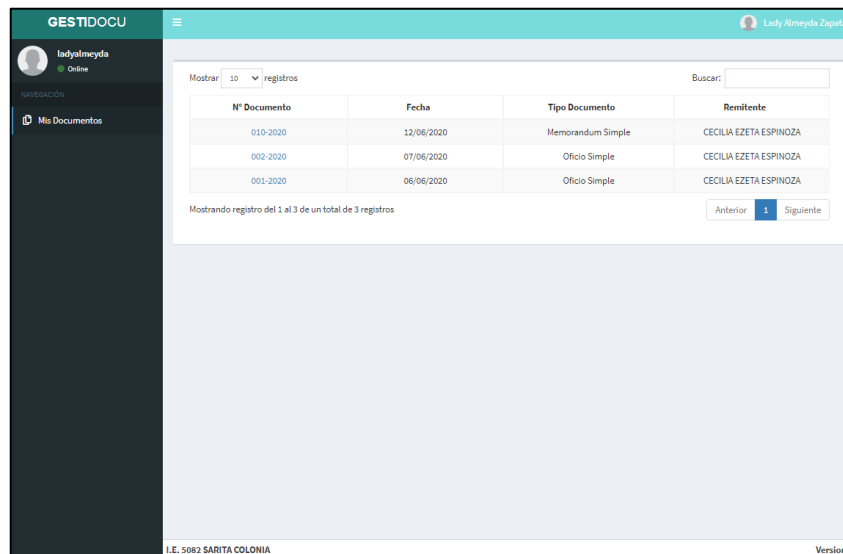 GESTIDOCU
Lady Almeyda Zapata
ladyalmeyda
Online
NAVEGACIÓN
Mis Documentos
Mostrar 10 registros
Buscar:
N° Documento Fecha Tipo Documento Remitente
010-2020 12/06/2020 Memorandum Simple CECILIA EZETA ESPINOZA
002-2020 07/06/2020 Oficio Simple CECILIA EZETA ESPINOZA
001-2020 06/06/2020 Oficio Simple CECILIA EZETA ESPINOZA
Mostrando registro del 1 al 3 de un total de 3 registros
Anterior 1 Siguiente
I.E. 5082 SARITA COLONIA
Version